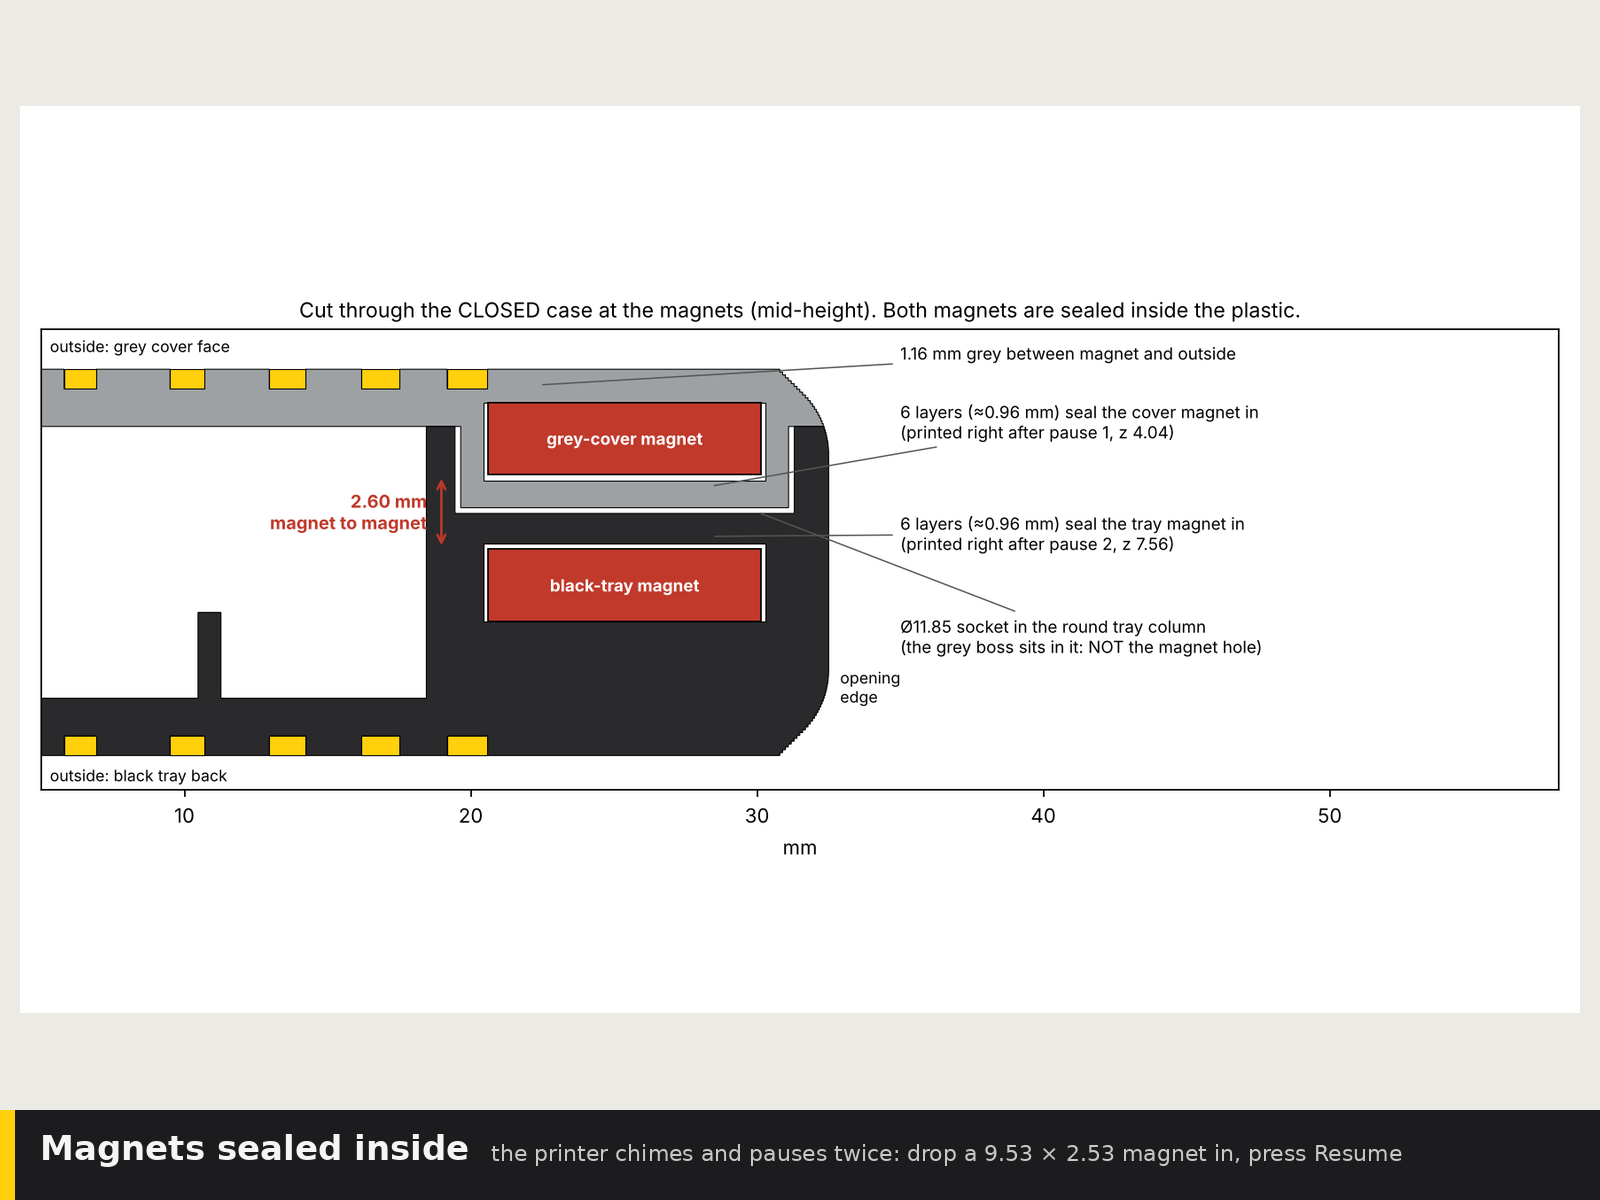 Cut through the CLOSED case at the magnets (mid-height). Both magnets are sealed inside the plastic.
outside: grey cover face
1.16 mm grey between magnet and outside
6 layers (≈0.96 mm) seal the cover magnet in
(printed right after pause 1, z 4.04)
grey-cover magnet
2.60 mm
magnet to magnet
6 layers (≈0.96 mm) seal the tray magnet in
(printed right after pause 2, z 7.56)
black-tray magnet
Ø11.85 socket in the round tray column
(the grey boss sits in it: NOT the magnet hole)
opening
edge
outside: black tray back
10 20 30 40 50
mm
Magnets sealed inside the printer chimes and pauses twice: drop a 9.53 × 2.53 magnet in, press Resume